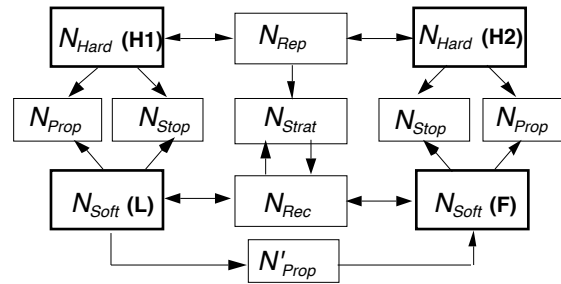 N_Hard (H1) N_Rep N_Hard (H2)
N_Prop N_Stop N_Strat N_Stop N_Prop
N_Soft (L) N_Rec N_Soft (F)
N'_Prop